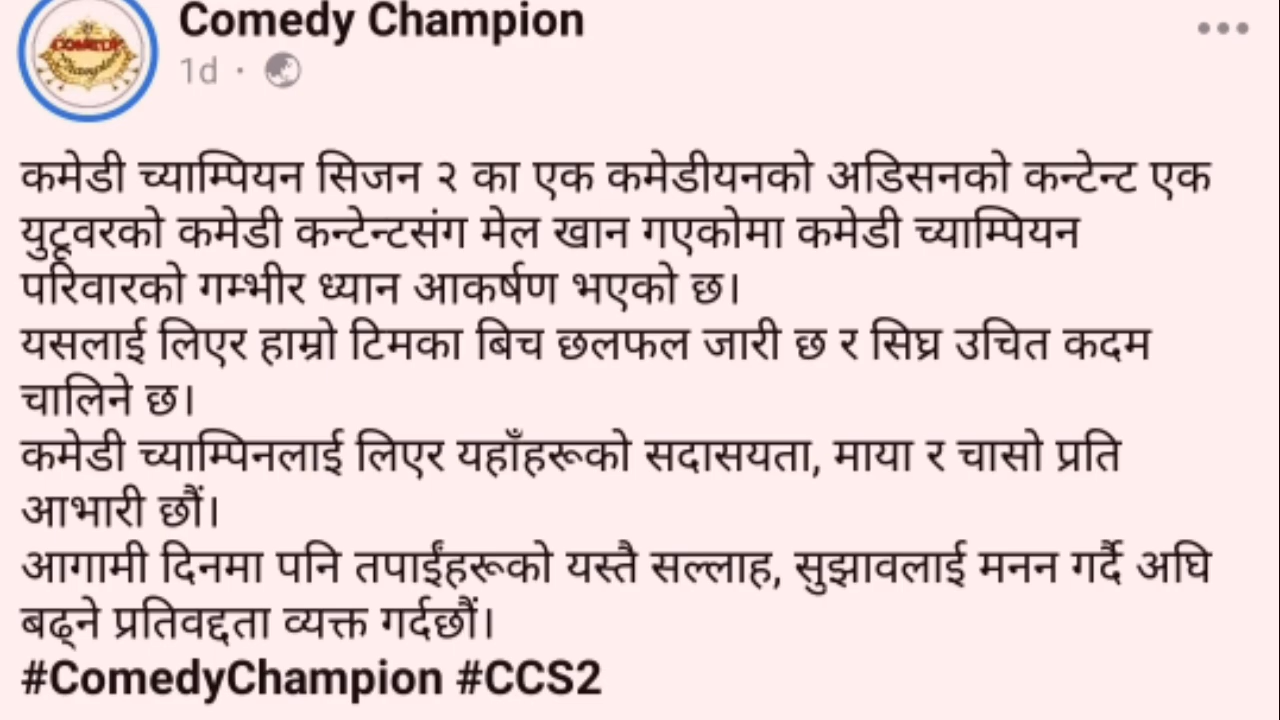 Comedy Champion
1d ·
कमेडी च्याम्पियन सिजन २ का एक कमेडीयनको अडिसनको कन्टेन्ट एक
युटूवरको कमेडी कन्टेन्टसंग मेल खान गएकोमा कमेडी च्याम्पियन
परिवारको गम्भीर ध्यान आकर्षण भएको छ।
यसलाई लिएर हाम्रो टिमका बिच छलफल जारी छ र सिघ्र उचित कदम
चालिने छ।
कमेडी च्याम्पिनलाई लिएर यहाँहरूको सदासयता, माया र चासो प्रति
आभारी छौं।
आगामी दिनमा पनि तपाईंहरूको यस्तै सल्लाह, सुझावलाई मनन गर्दै अघि
बढ्ने प्रतिवद्दता व्यक्त गर्दछौं।
#ComedyChampion #CCS2